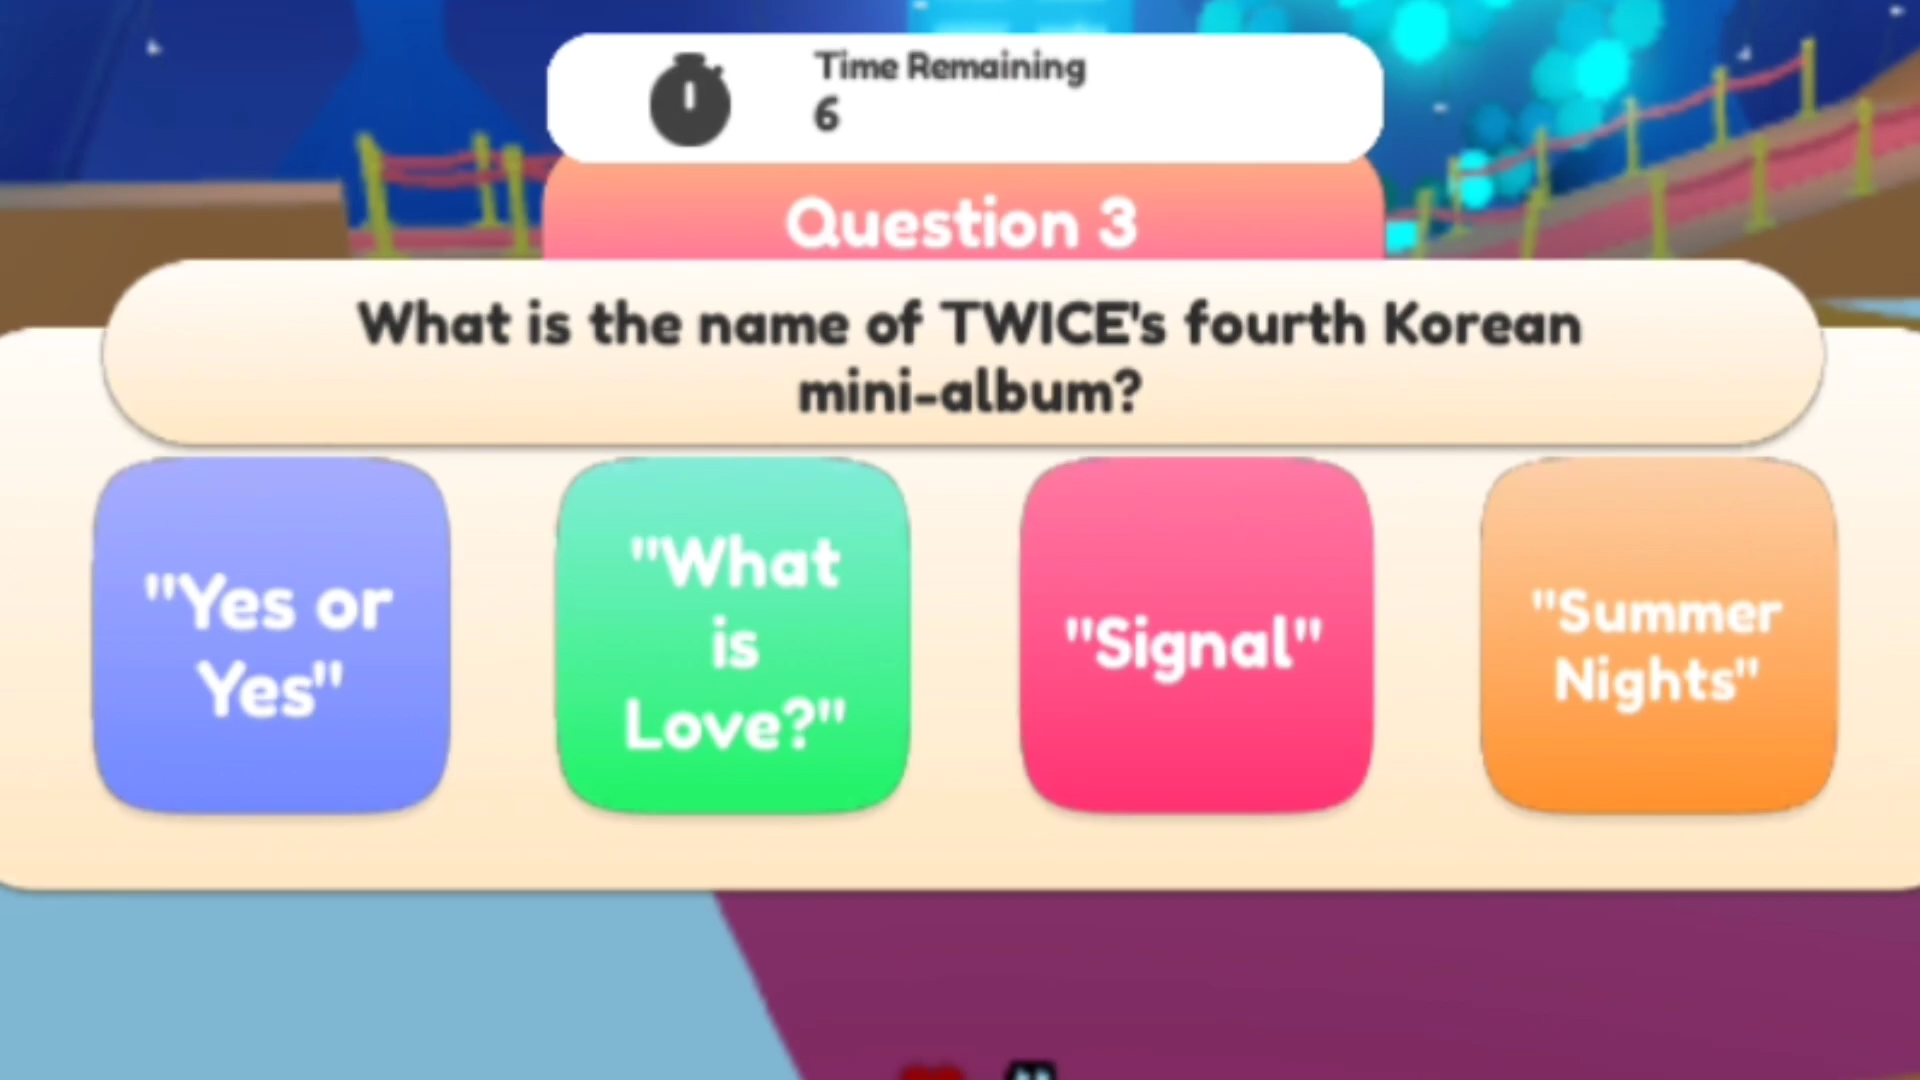 Time Remaining
6
Question 3
What is the name of TWICE's fourth Korean
mini-album?
"Yes or
Yes"
"What
is
Love?"
"Signal"
"Summer
Nights"